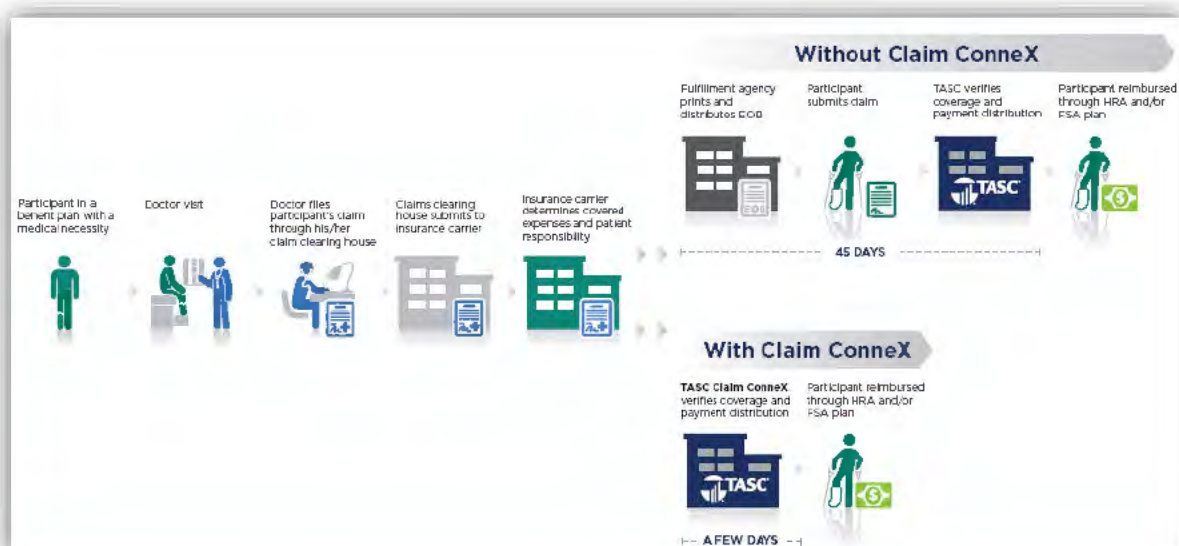 Without Claim ConneX
Fulfillment agency
prints and
distributes EOB
Participant
submits claim
TASC verifies
coverage and
payment distribution
Participant reimbursed
through HRA and/or
FSA plan
EOB
TASC
Participant in a
benefit plan with a
medical necessity
Doctor visit
Doctor files
participant's claim
through his/her
claim clearing house
Claims clearing
house submits to
insurance carrier
Insurance carrier
determines covered
expenses and patient
responsibility
45 DAYS
With Claim ConneX
TASC Claim ConneX
verifies coverage and
payment distribution
Participant reimbursed
through HRA and/or
FSA plan
TASC
A FEW DAYS